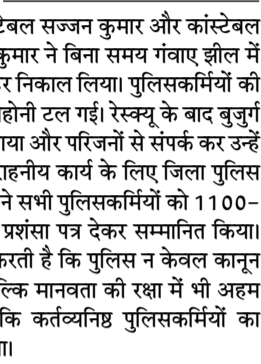 टेबल सज्जन कुमार और कांस्टेबल
कुमार ने बिना समय गंवाए झील में
र निकाल लिया। पुलिसकर्मियों की
होनी टल गई। रेस्क्यू के बाद बुजुर्ग
या और परिजनों से संपर्क कर उन्हें
ाहनीय कार्य के लिए जिला पुलिस
ने सभी पुलिसकर्मियों को 1100-
प्रशंसा पत्र देकर सम्मानित किया।
करती है कि पुलिस न केवल कानून
ल्कि मानवता की रक्षा में भी अहम
कि कर्तव्यनिष्ठ पुलिसकर्मियों का
ा।